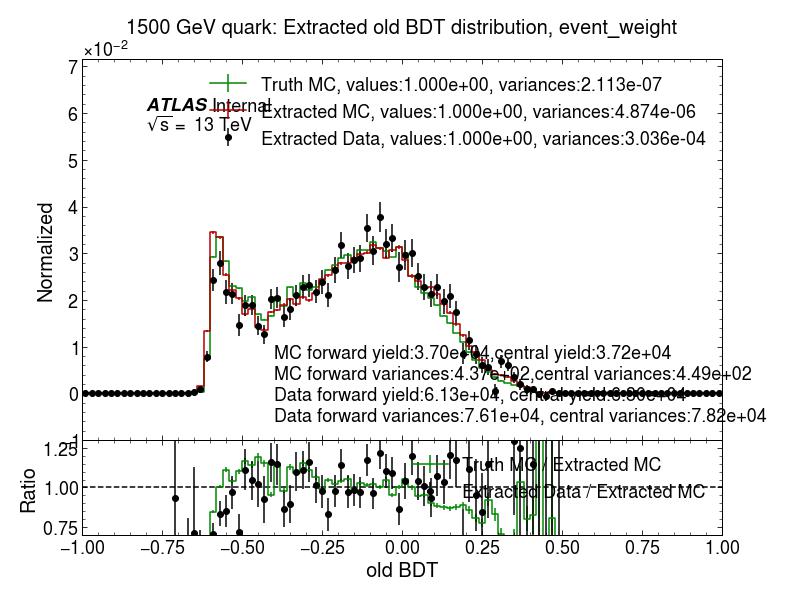 1500 GeV quark: Extracted old BDT distribution, event_weight
×10⁻²
7
6
5
4
3
2
1
0
−1
Normalized
ATLAS Internal
√s = 13 TeV
Truth MC, values:1.000e+00, variances:2.113e-07
Extracted MC, values:1.000e+00, variances:4.874e-06
Extracted Data, values:1.000e+00, variances:3.036e-04
MC forward yield:3.70e+04,central yield:3.72e+04
MC forward variances:4.37e+02,central variances:4.49e+02
Data forward yield:6.13e+04, central yield:
Data forward variances:7.61e+04, central variances:7.82e+04
1.25
1.00
0.75
Ratio
Truth MC / Extracted MC
Extracted Data / Extracted MC
−1.00 −0.75 −0.50 −0.25 0.00 0.25 0.50 0.75 1.00
old BDT